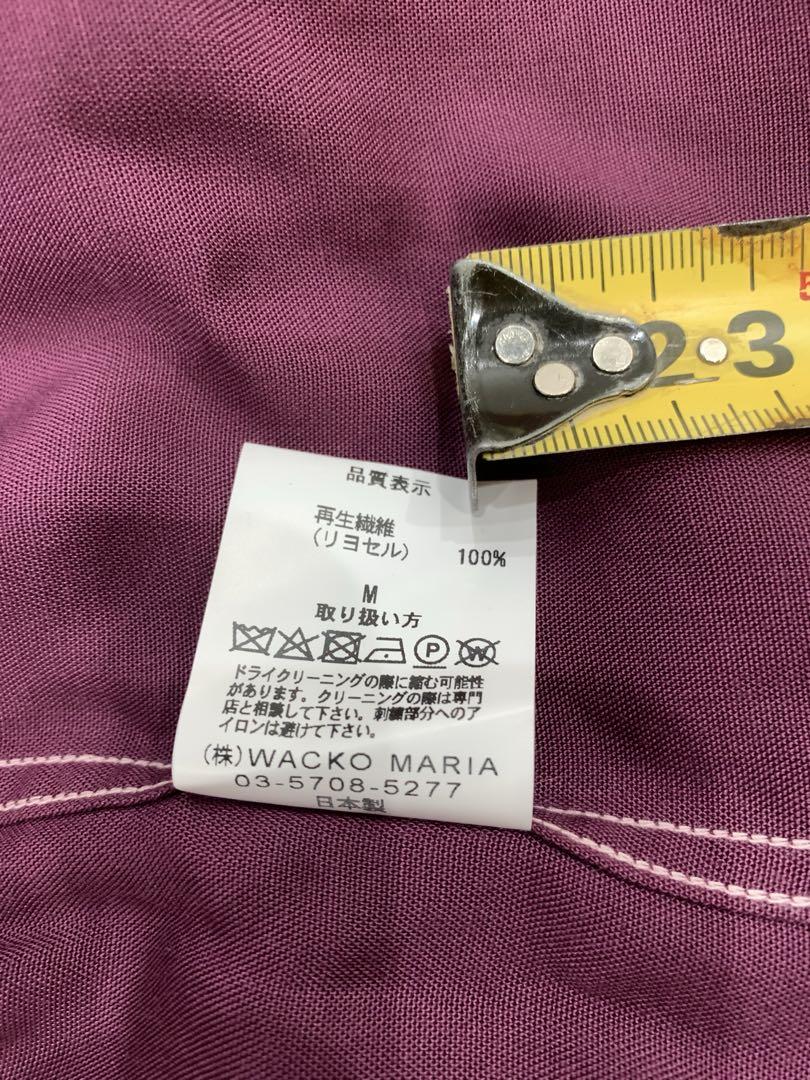 23
5
品質表示
再生繊維
(リヨセル) 100%
M
取り扱い方
P W
ドライクリーニングの際に縮む可能性
があります。クリーニングの際は専門
店と相談して下さい。刺繍部分へのア
イロンは避けて下さい。
(株)WACKO MARIA
03-5708-5277
日本製